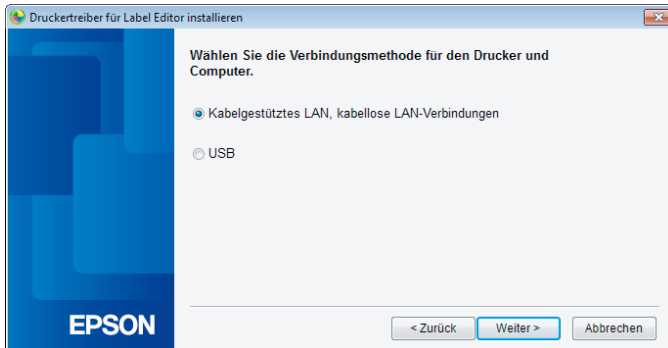 Druckertreiber für Label Editor installieren
Wählen Sie die Verbindungsmethode für den Drucker und
Computer.
Kabelgestütztes LAN, kabellose LAN-Verbindungen
USB
EPSON
< Zurück
Weiter >
Abbrechen